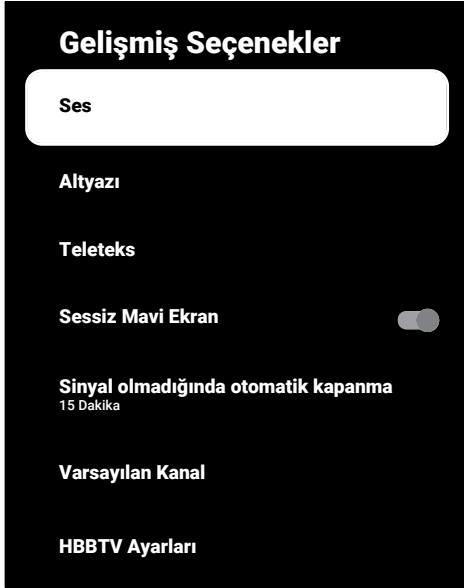 Gelişmiş Seçenekler
Ses
Altyazı
Teleteks
Sessiz Mavi Ekran
Sinyal olmadığında otomatik kapanma
15 Dakika
Varsayılan Kanal
HBBTV Ayarları